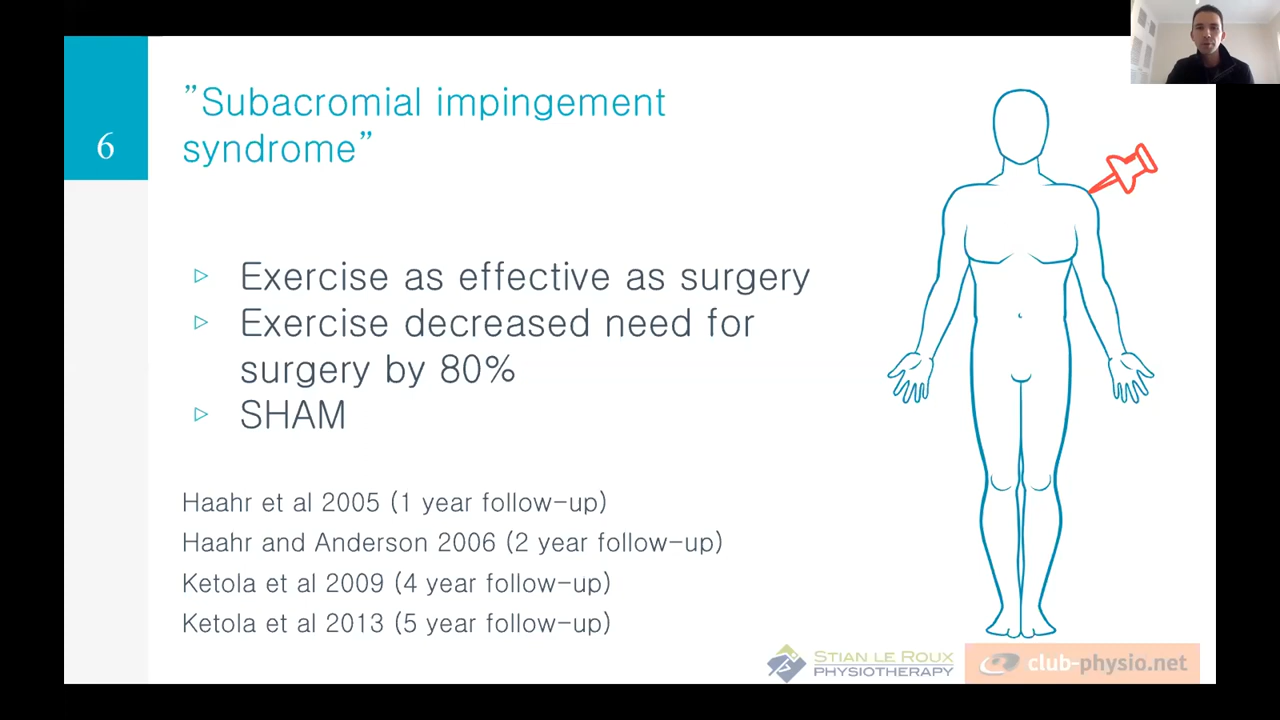 "Subacromial impingement
syndrome"
6
Exercise as effective as surgery
Exercise decreased need for
surgery by 80%
SHAM
Haahr et al 2005 (1 year follow-up)
Haahr and Anderson 2006 (2 year follow-up)
Ketola et al 2009 (4 year follow-up)
Ketola et al 2013 (5 year follow-up)
STIAN LE ROUX
PHYSIOTHERAPY
club-physio.net